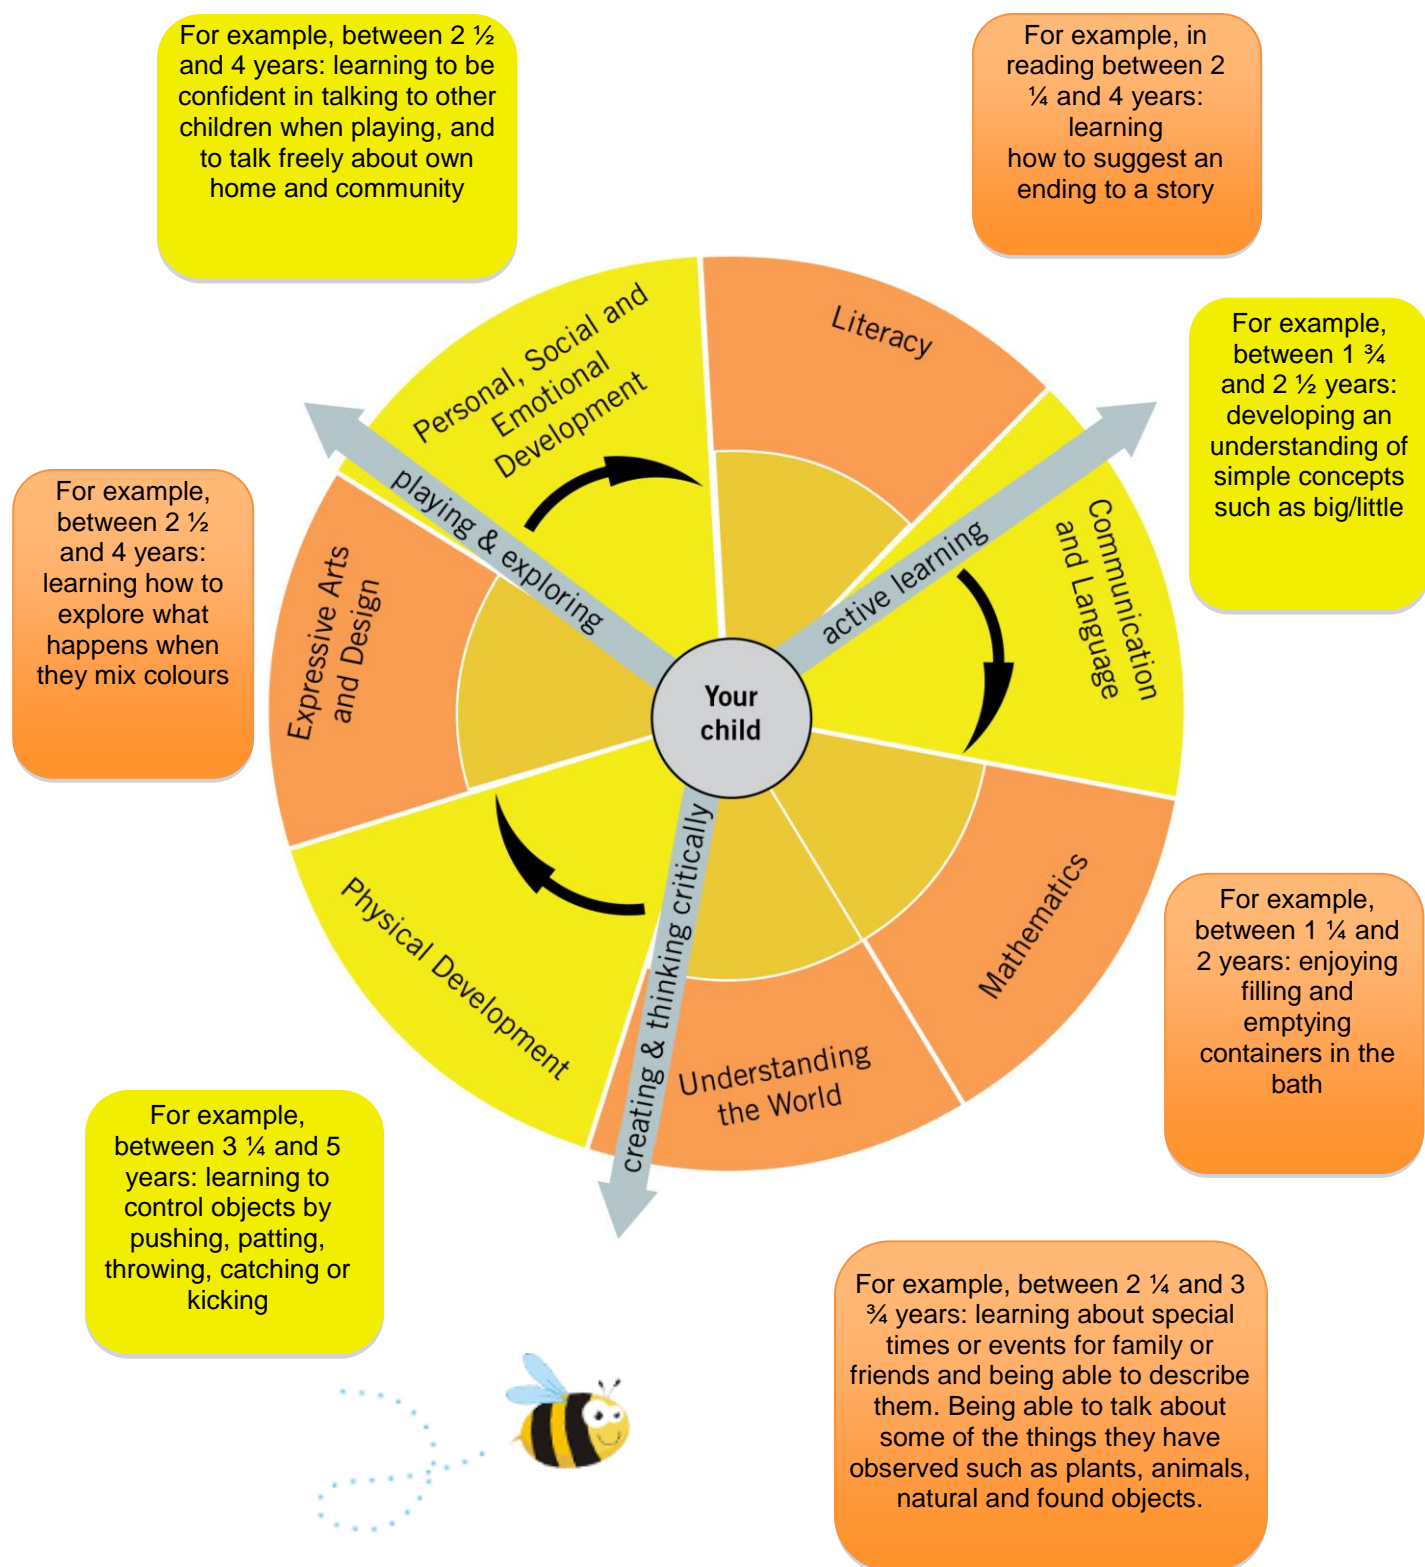 For example, between 2 ½
and 4 years: learning to be
confident in talking to other
children when playing, and
to talk freely about own
home and community
For example, in
reading between 2
¼ and 4 years:
learning
how to suggest an
ending to a story
For example,
between 1 ¾
and 2 ½ years:
developing an
understanding of
simple concepts
such as big/little
For example,
between 2 ½
and 4 years:
learning how to
explore what
happens when
they mix colours
Personal, Social and
Emotional
Development
Literacy
Communication
and Language
playing & exploring
active learning
Expressive Arts
and Design
Your
child
Mathematics
Physical Development
creating & thinking critically
Understanding
the World
For example,
between 1 ¼ and
2 years: enjoying
filling and
emptying
containers in the
bath
For example,
between 3 ¼ and 5
years: learning to
control objects by
pushing, patting,
throwing, catching or
kicking
For example, between 2 ¼ and 3
¾ years: learning about special
times or events for family or
friends and being able to describe
them. Being able to talk about
some of the things they have
observed such as plants, animals,
natural and found objects.